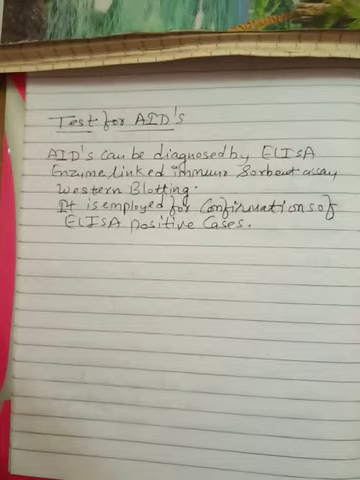 Test for AID's
AID's can be diagnosed by ELISA
Enzyme linked immuno Sorbent assay
Western Blotting.
It is employed for Confirmations of
ELISA positive Cases.